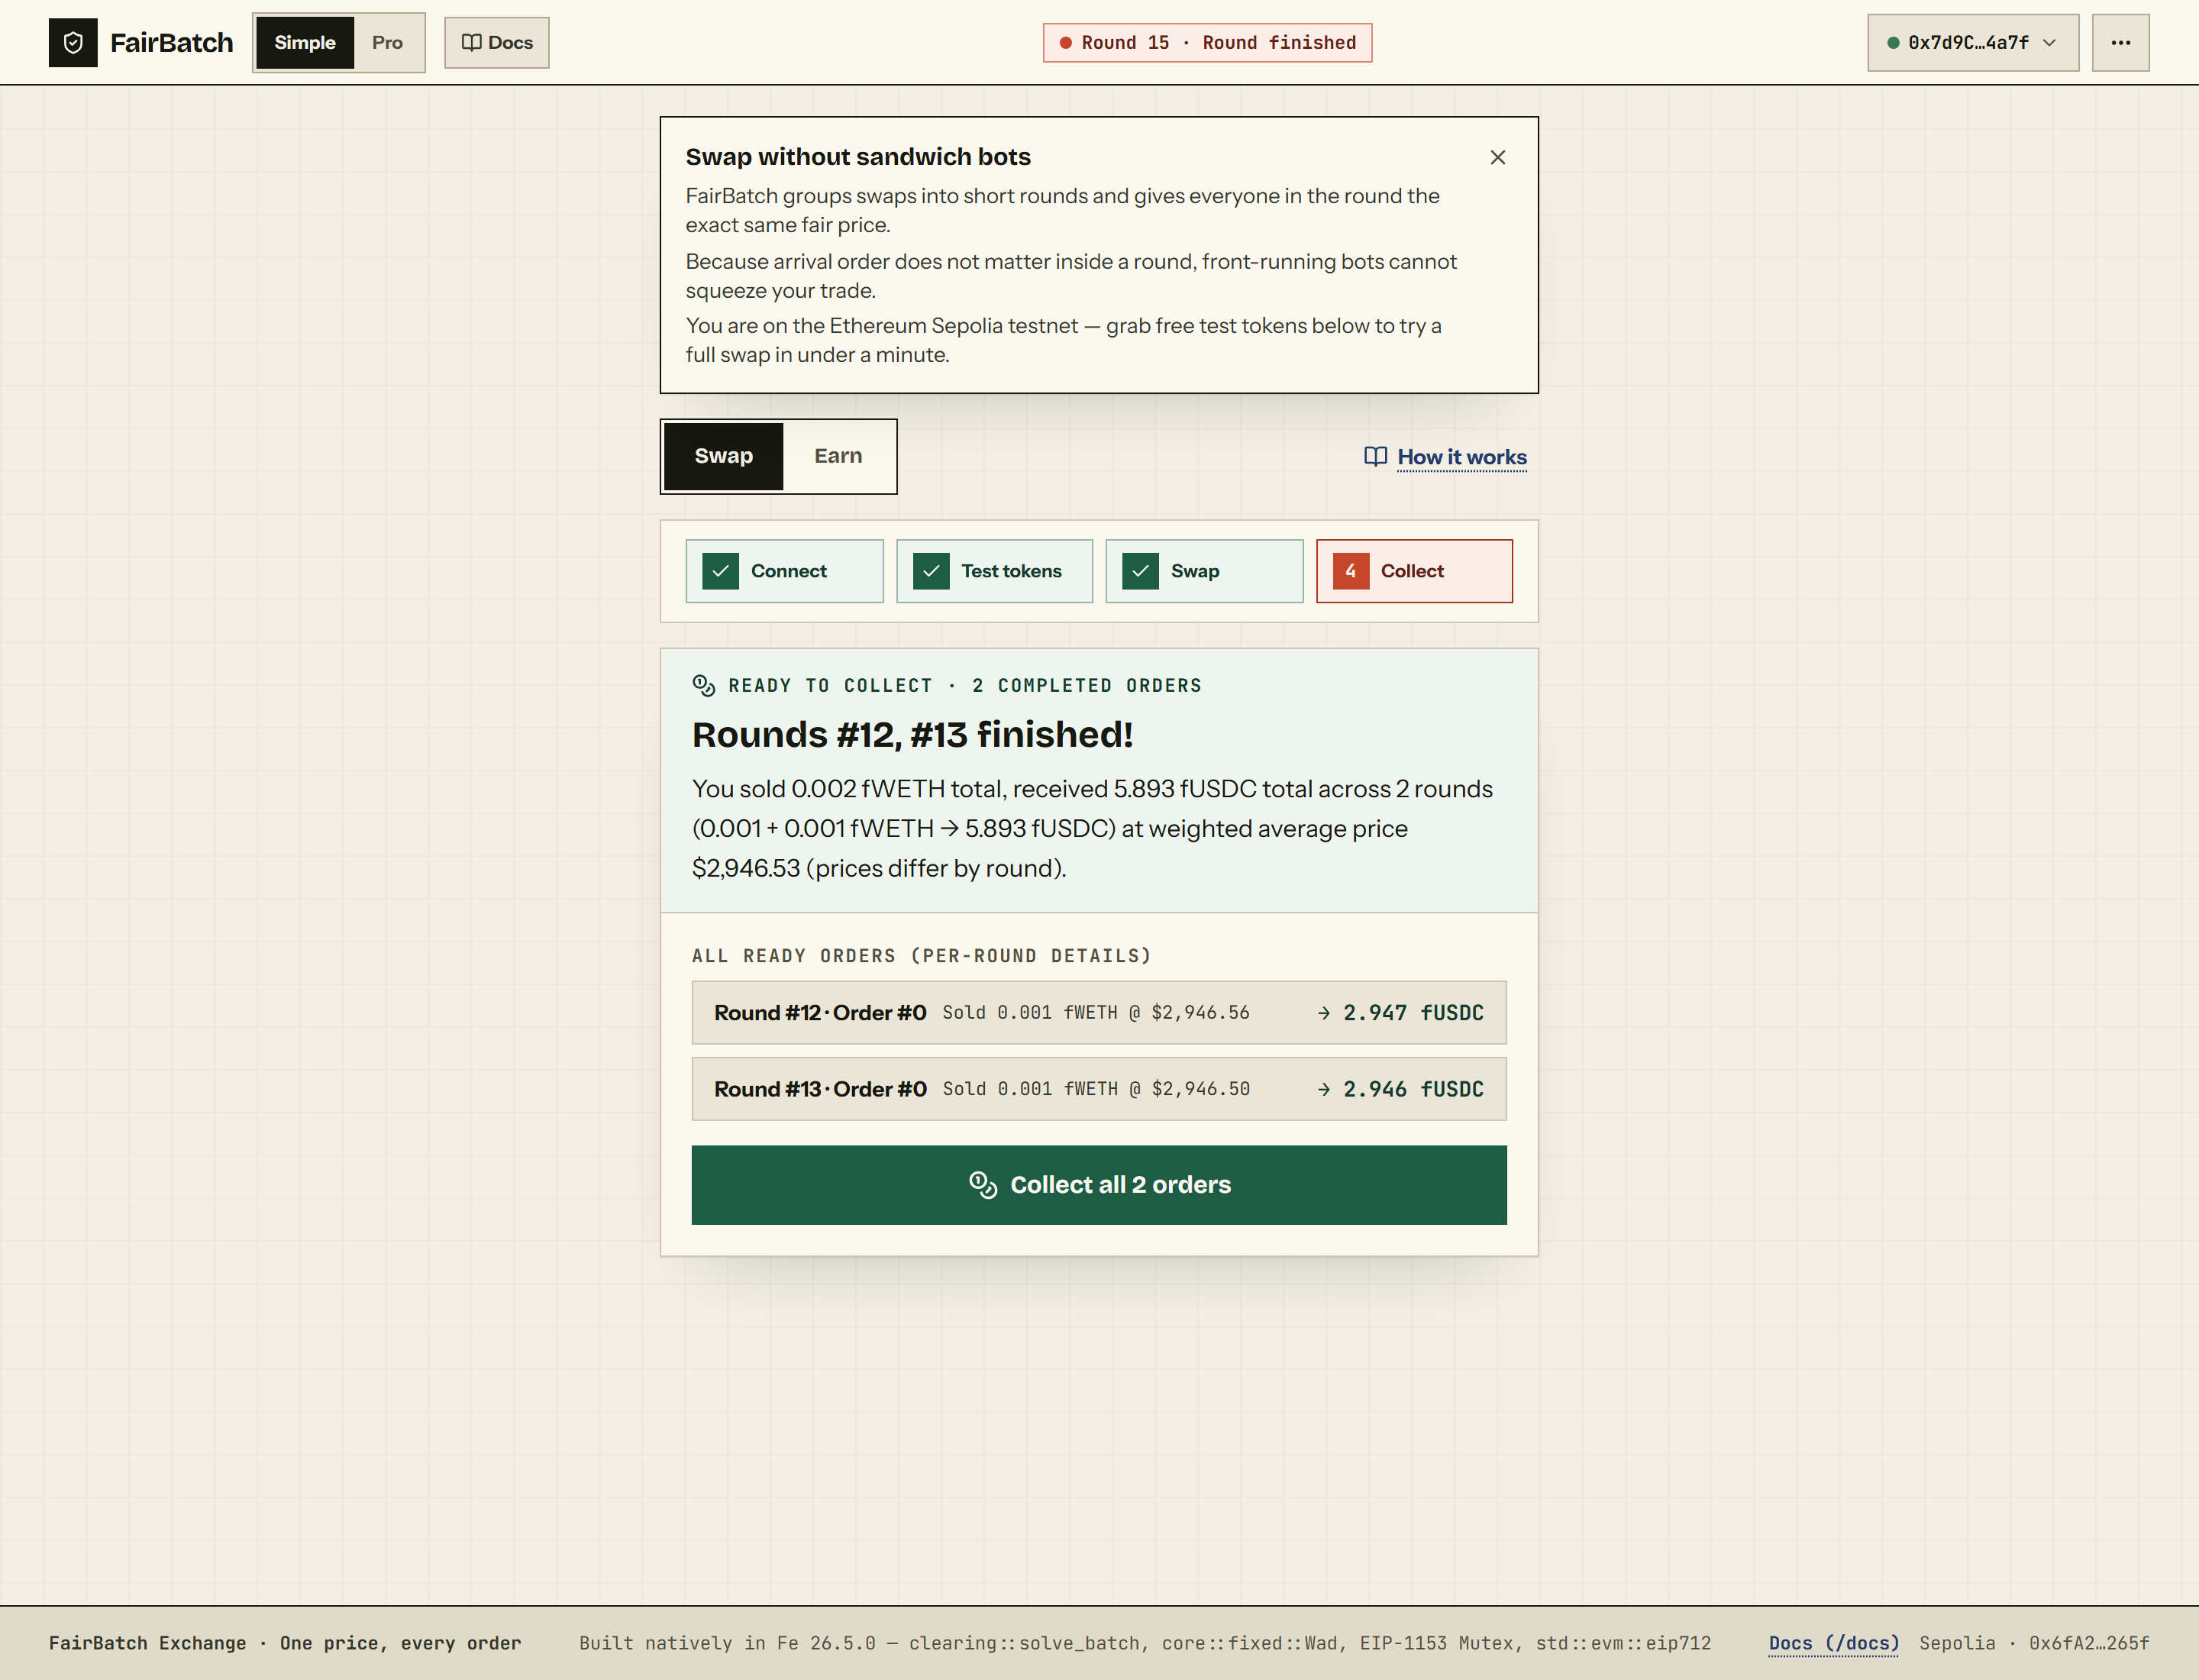 FairBatch
Simple
Pro
Docs
Round 15 · Round finished
0x7d9C…4a7f
Swap without sandwich bots
FairBatch groups swaps into short rounds and gives everyone in the round the
exact same fair price.
Because arrival order does not matter inside a round, front-running bots cannot
squeeze your trade.
You are on the Ethereum Sepolia testnet — grab free test tokens below to try a
full swap in under a minute.
Swap
Earn
How it works
Connect
Test tokens
Swap
4 Collect
READY TO COLLECT · 2 COMPLETED ORDERS
Rounds #12, #13 finished!
You sold 0.002 fWETH total, received 5.893 fUSDC total across 2 rounds
(0.001 + 0.001 fWETH → 5.893 fUSDC) at weighted average price
$2,946.53 (prices differ by round).
ALL READY ORDERS (PER-ROUND DETAILS)
Round #12 · Order #0 Sold 0.001 fWETH @ $2,946.56 → 2.947 fUSDC
Round #13 · Order #0 Sold 0.001 fWETH @ $2,946.50 → 2.946 fUSDC
Collect all 2 orders
FairBatch Exchange · One price, every order
Built natively in Fe 26.5.0 — clearing::solve_batch, core::fixed::Wad, EIP-1153 Mutex, std::evm::eip712
Docs (/docs)
Sepolia · 0x6fA2…265f